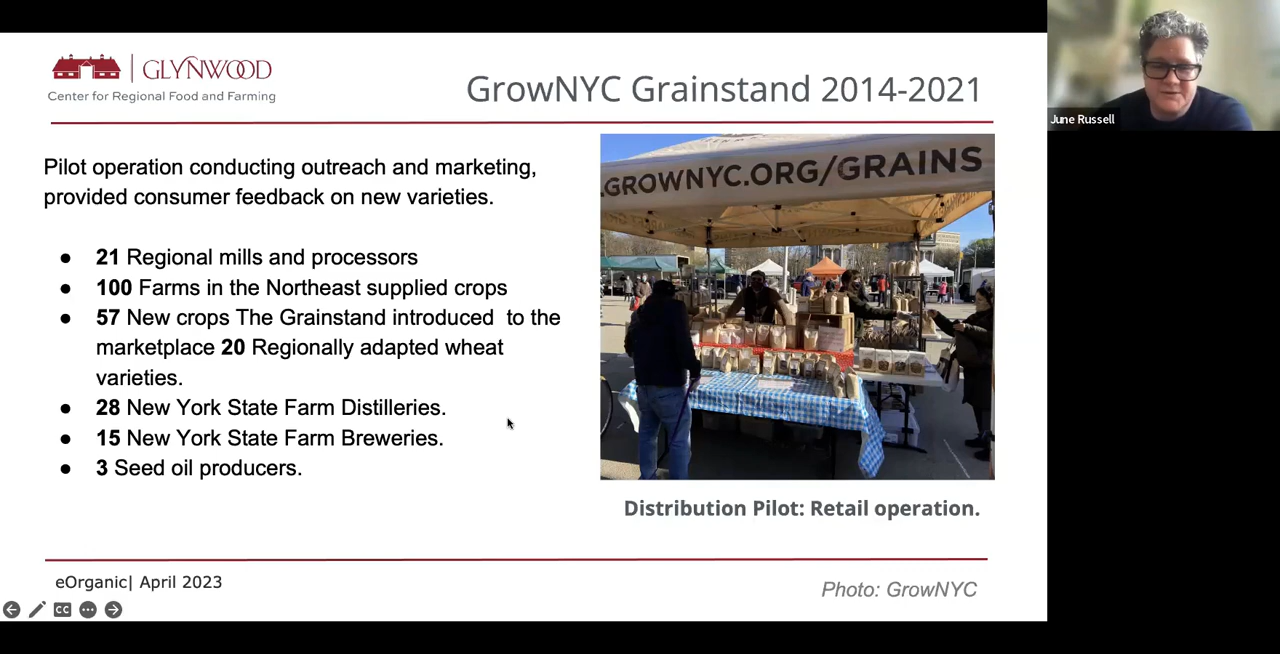 GLYNWOOD
Center for Regional Food and Farming
GrowNYC Grainstand 2014-2021
June Russell
Pilot operation conducting outreach and marketing,
provided consumer feedback on new varieties.
● 21 Regional mills and processors
● 100 Farms in the Northeast supplied crops
● 57 New crops The Grainstand introduced to the
marketplace 20 Regionally adapted wheat
varieties.
● 28 New York State Farm Distilleries.
● 15 New York State Farm Breweries.
● 3 Seed oil producers.
.GROWNYC.ORG/GRAINS
Distribution Pilot: Retail operation.
eOrganic| April 2023
Photo: GrowNYC
CC